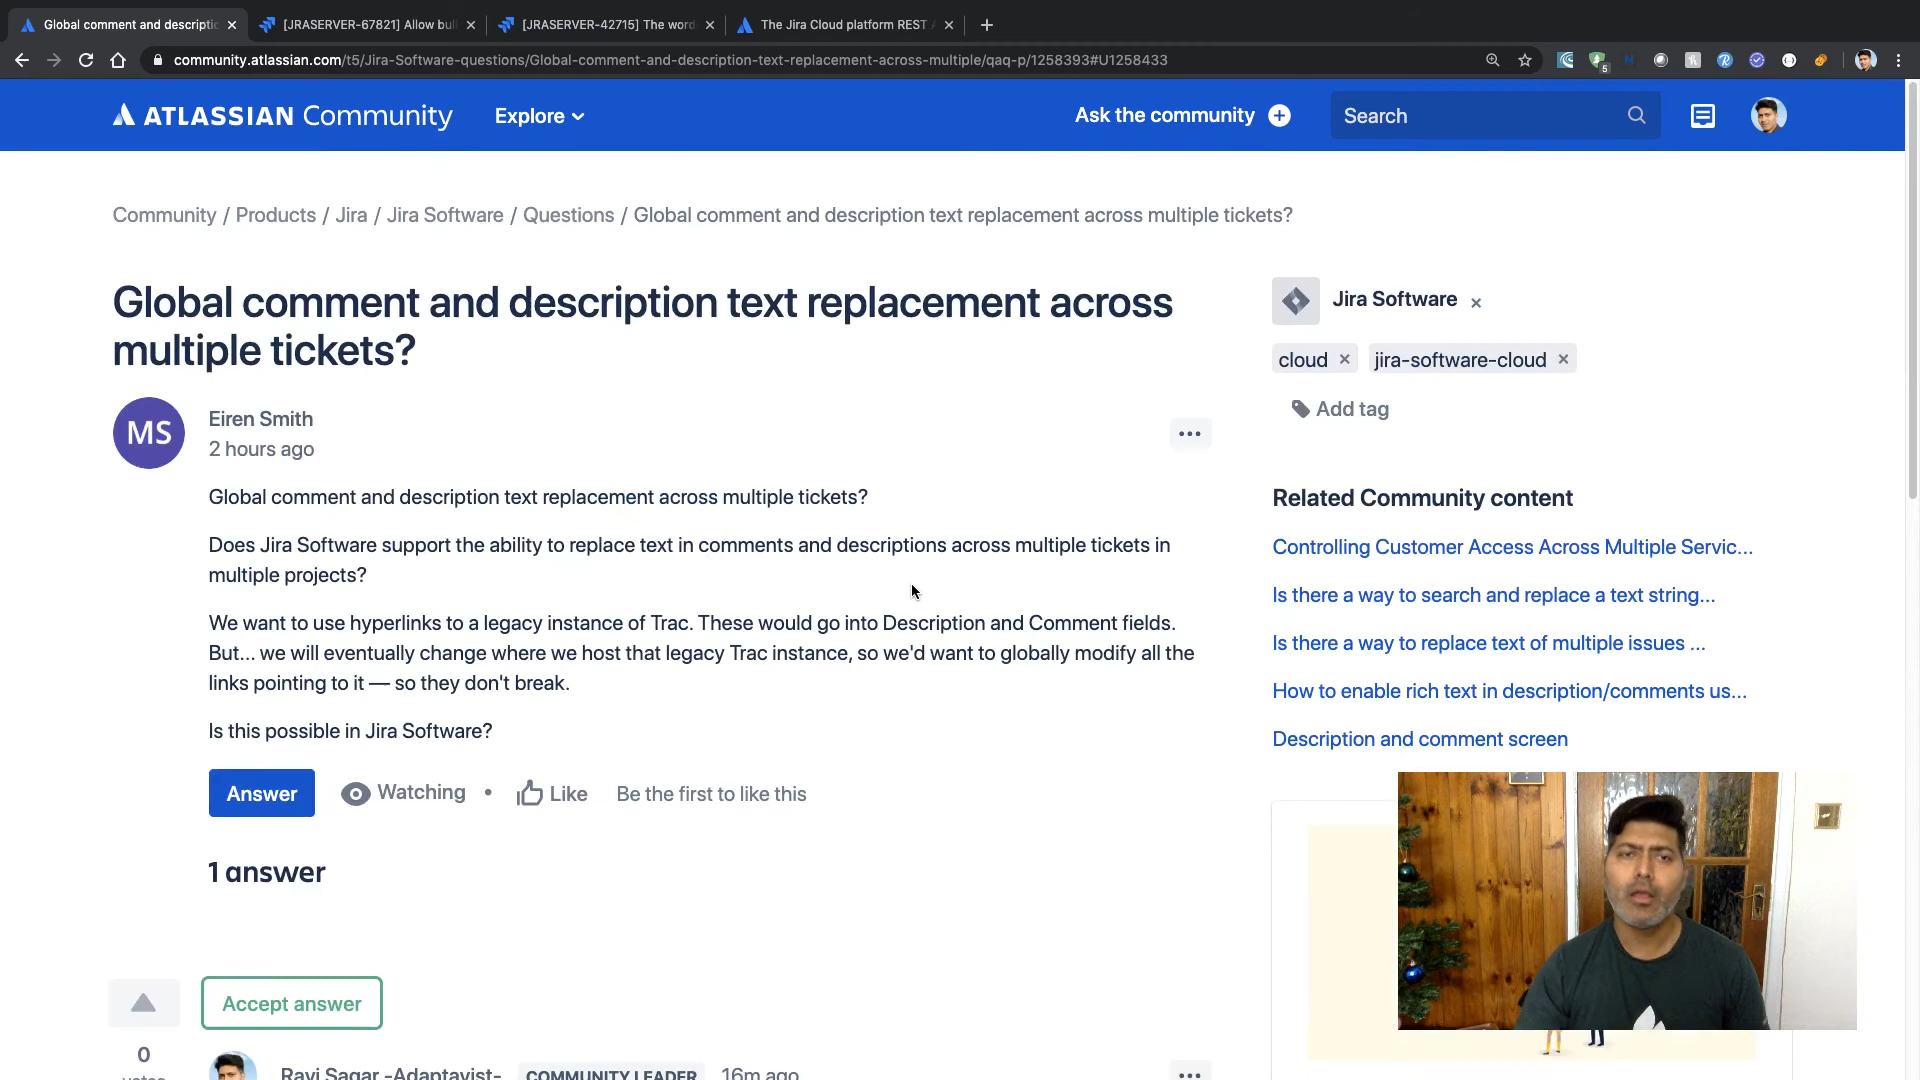 Global comment and descriptic
[JRASERVER-67821] Allow bul
[JRASERVER-42715] The word
The Jira Cloud platform REST A
community.atlassian.com/t5/Jira-Software-questions/Global-comment-and-description-text-replacement-across-multiple/qaq-p/1258393#U1258433
5
ATLASSIAN Community
Explore
Ask the community
Search
Community / Products / Jira / Jira Software / Questions / Global comment and description text replacement across multiple tickets?
Global comment and description text replacement across
multiple tickets?
Jira Software ×
cloud ×
jira-software-cloud ×
Add tag
MS
Eiren Smith
2 hours ago
Global comment and description text replacement across multiple tickets?
Does Jira Software support the ability to replace text in comments and descriptions across multiple tickets in
multiple projects?
We want to use hyperlinks to a legacy instance of Trac. These would go into Description and Comment fields.
But... we will eventually change where we host that legacy Trac instance, so we'd want to globally modify all the
links pointing to it — so they don't break.
Is this possible in Jira Software?
Answer
Watching • Like
Be the first to like this
Related Community content
Controlling Customer Access Across Multiple Servic...
Is there a way to search and replace a text string...
Is there a way to replace text of multiple issues ...
How to enable rich text in description/comments us...
Description and comment screen
1 answer
Accept answer
0
votes
Ravi Sagar -Adaptavist-
COMMUNITY LEADER
16m ago